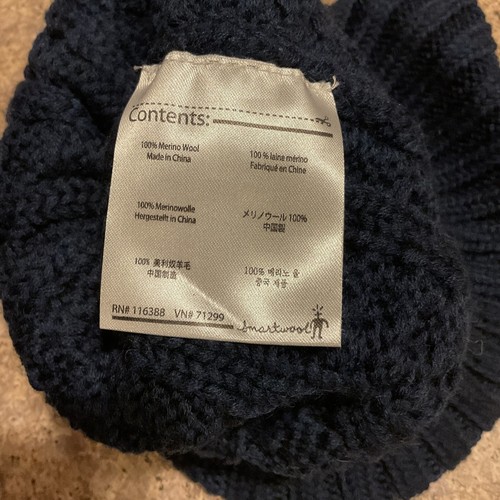 Contents:
100% Merino Wool
Made in China
100 % laine mérino
Fabriqué en Chine
100% Merinowolle
Hergestellt in China
メリノウール 100%
中国製
100% 美利奴羊毛
中国制造
100% 메리노 울
중국 제품
RN# 116388 VN# 71299
Smartwool